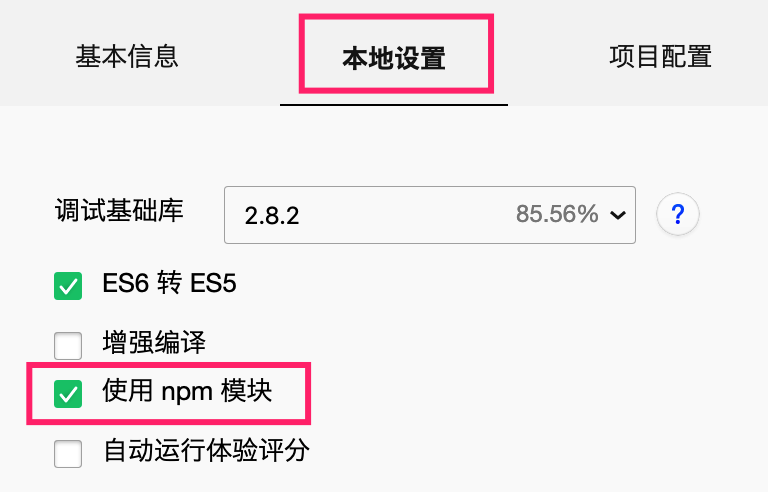 基本信息 本地设置 项目配置
调试基础库 2.8.2 85.56% ?
ES6 转 ES5
增强编译
使用 npm 模块
自动运行体验评分